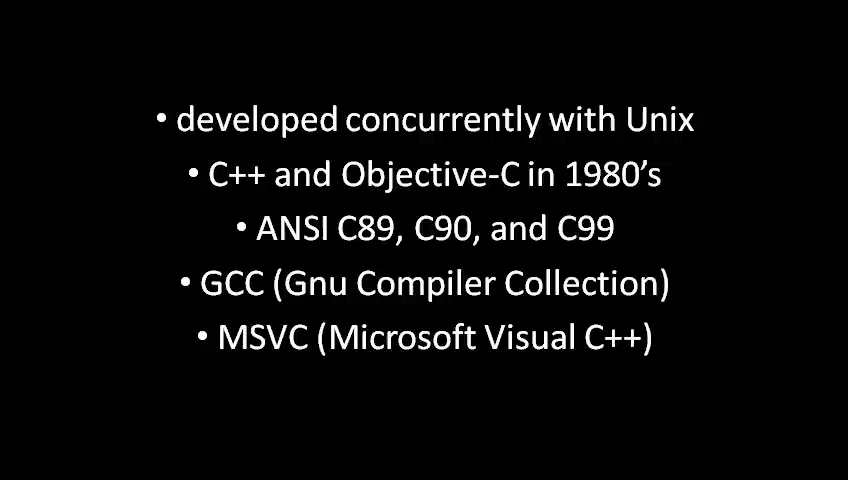 • developed concurrently with Unix
• C++ and Objective-C in 1980’s
• ANSI C89, C90, and C99
• GCC (Gnu Compiler Collection)
• MSVC (Microsoft Visual C++)